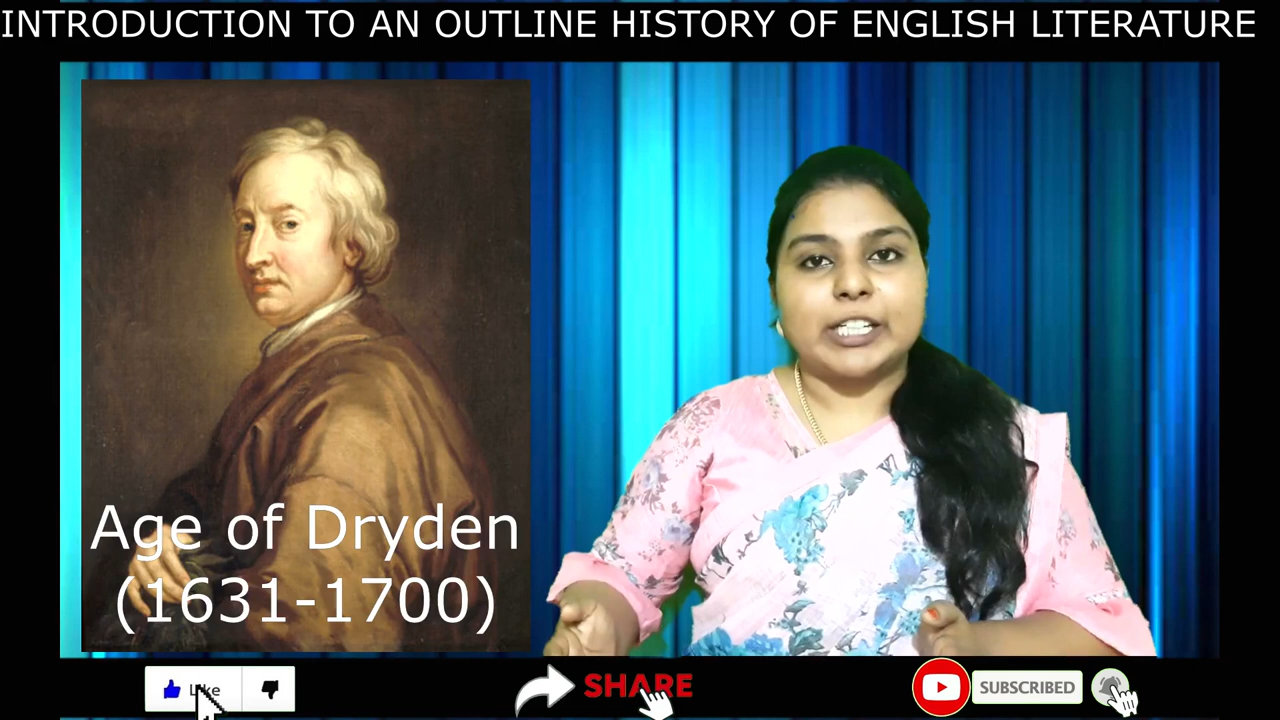 INTRODUCTION TO AN OUTLINE HISTORY OF ENGLISH LITERATURE
Age of Dryden
(1631-1700)
Like
SHARE
SUBSCRIBED